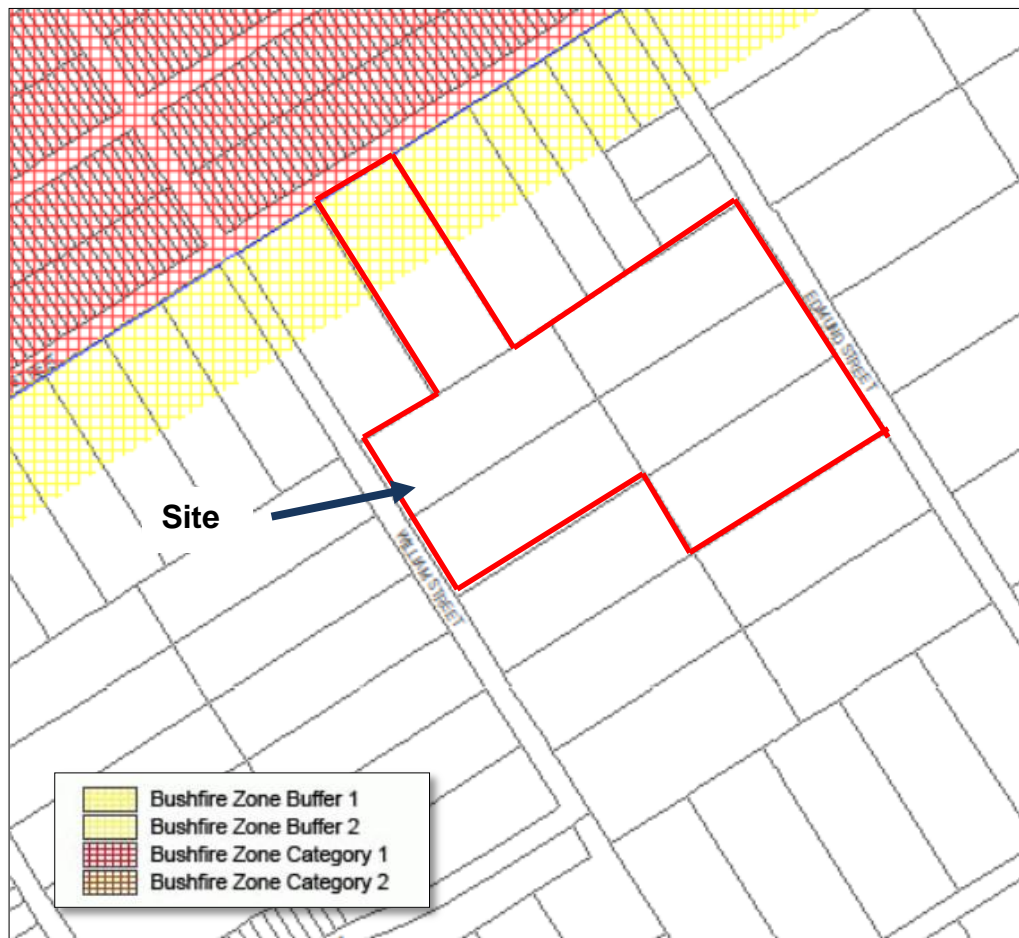 EDMUND STREET
Site
WILLIAM STREET
Bushfire Zone Buffer 1
Bushfire Zone Buffer 2
Bushfire Zone Category 1
Bushfire Zone Category 2